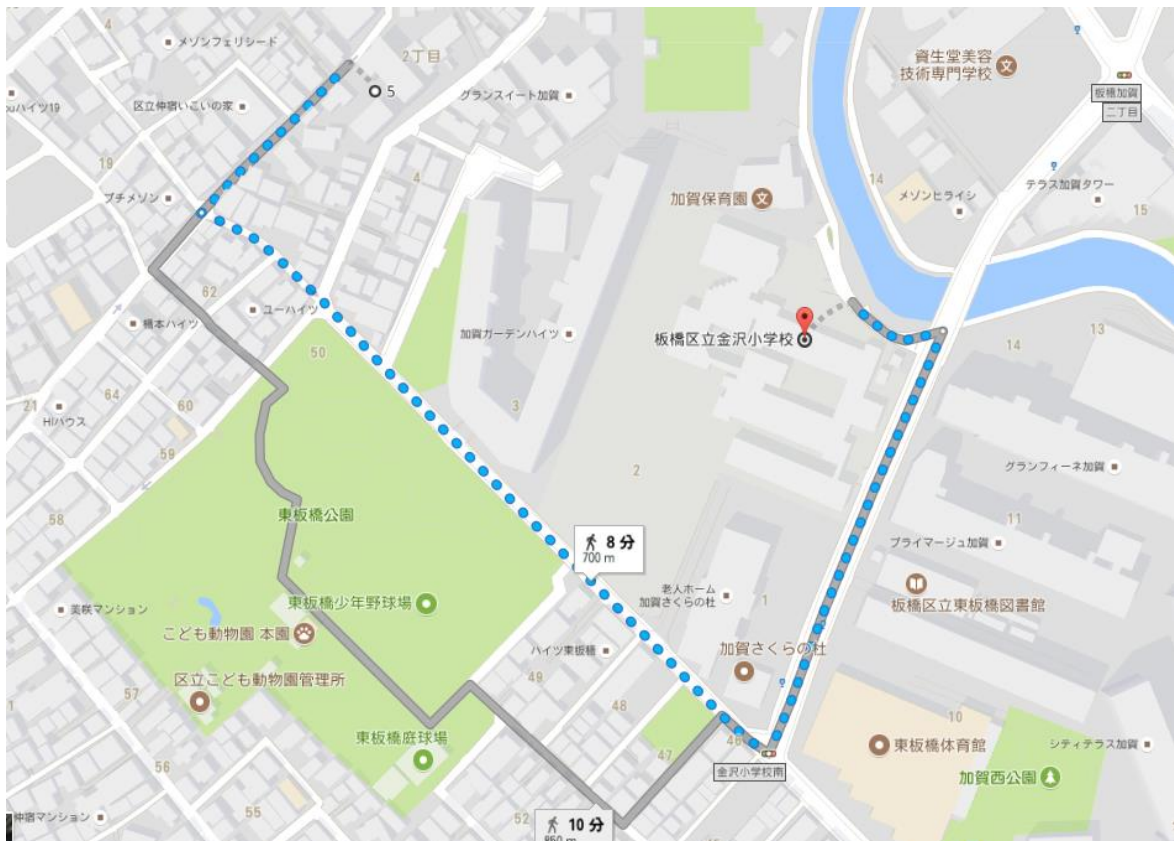 4
メゾンフェリシード
2丁目
5
区立仲宿いこいの家
グランスイート加賀
ouハイツ19
19
プチメゾン
4
資生堂美容
技術専門学校
板橋加賀
二丁目
14
メゾンヒライシ
テラス加賀タワー
15
加賀保育園
62
ユーハイツ
橋本ハイツ
50
加賀ガーデンハイツ
板橋区立金沢小学校
13
14
64
60
21
HIハウス
59
3
2
58
東板橋公園
グランフィーネ加賀
11
8 分
700 m
プライマージュ加賀
美咲マンション
東板橋少年野球場
こども動物園 本園
老人ホーム
加賀さくらの杜
1
板橋区立東板橋図書館
ハイツ東板橋
加賀さくらの杜
区立こども動物園管理所
57
49
48
10
東板橋庭球場
46
47
東板橋体育館
シティテラス加賀
56
金沢小学校南
加賀西公園
55
仲宿マンション
52
10 分
850 m